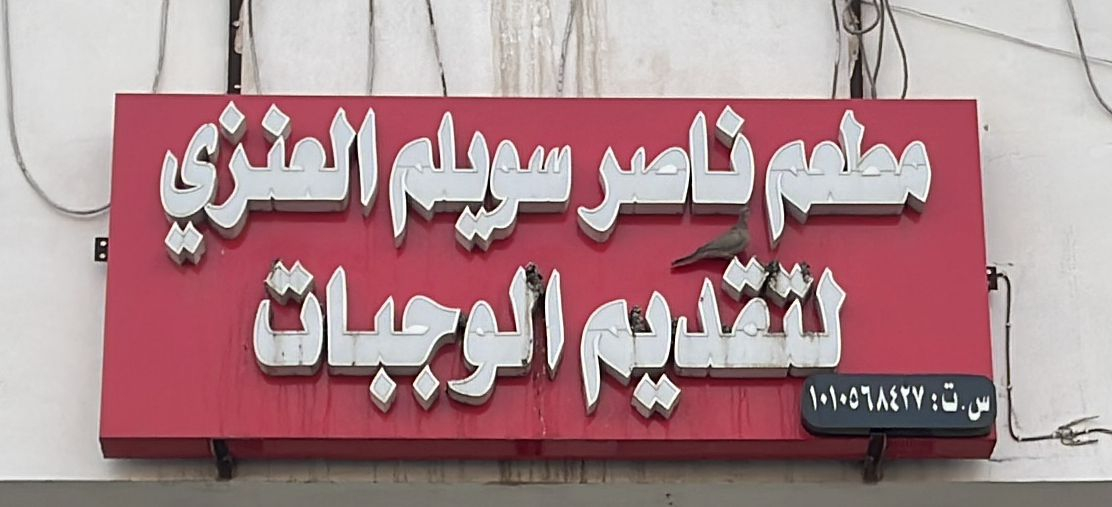 مطعم ناصر سويلم العنزي
لتقديم الوجبات
س.ت: ١٠١٠٥٦٨٤٢٧